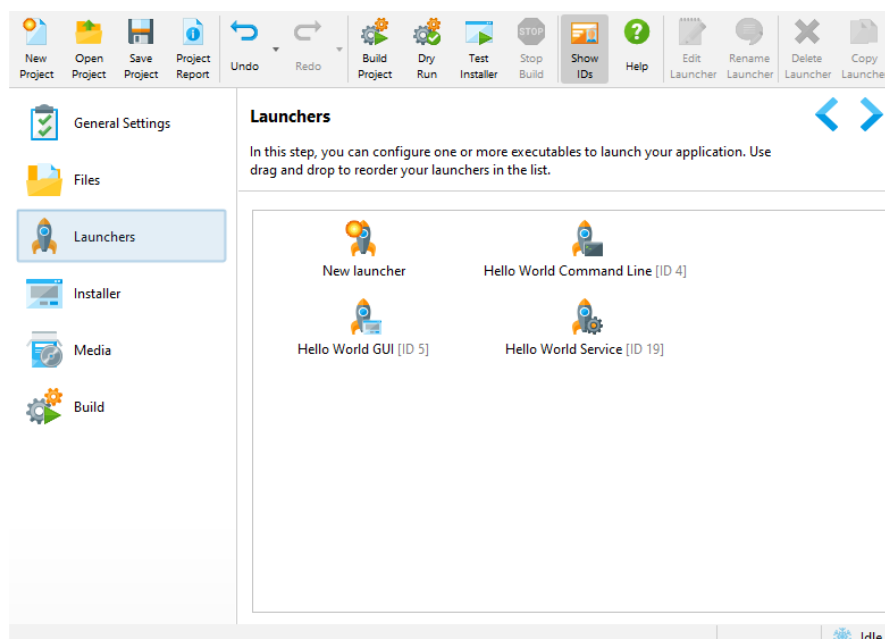 New Project
Open Project
Save Project
Project Report
Undo
Redo
Build Project
Dry Run
Test Installer
STOP
Stop Build
Show IDs
Help
Edit Launcher
Rename Launcher
Delete Launcher
Copy Launche
General Settings
Files
Launchers
Installer
Media
Build
Launchers
In this step, you can configure one or more executables to launch your application. Use
drag and drop to reorder your launchers in the list.
New launcher
Hello World Command Line [ID 4]
Hello World GUI [ID 5]
Hello World Service [ID 19]
Idle